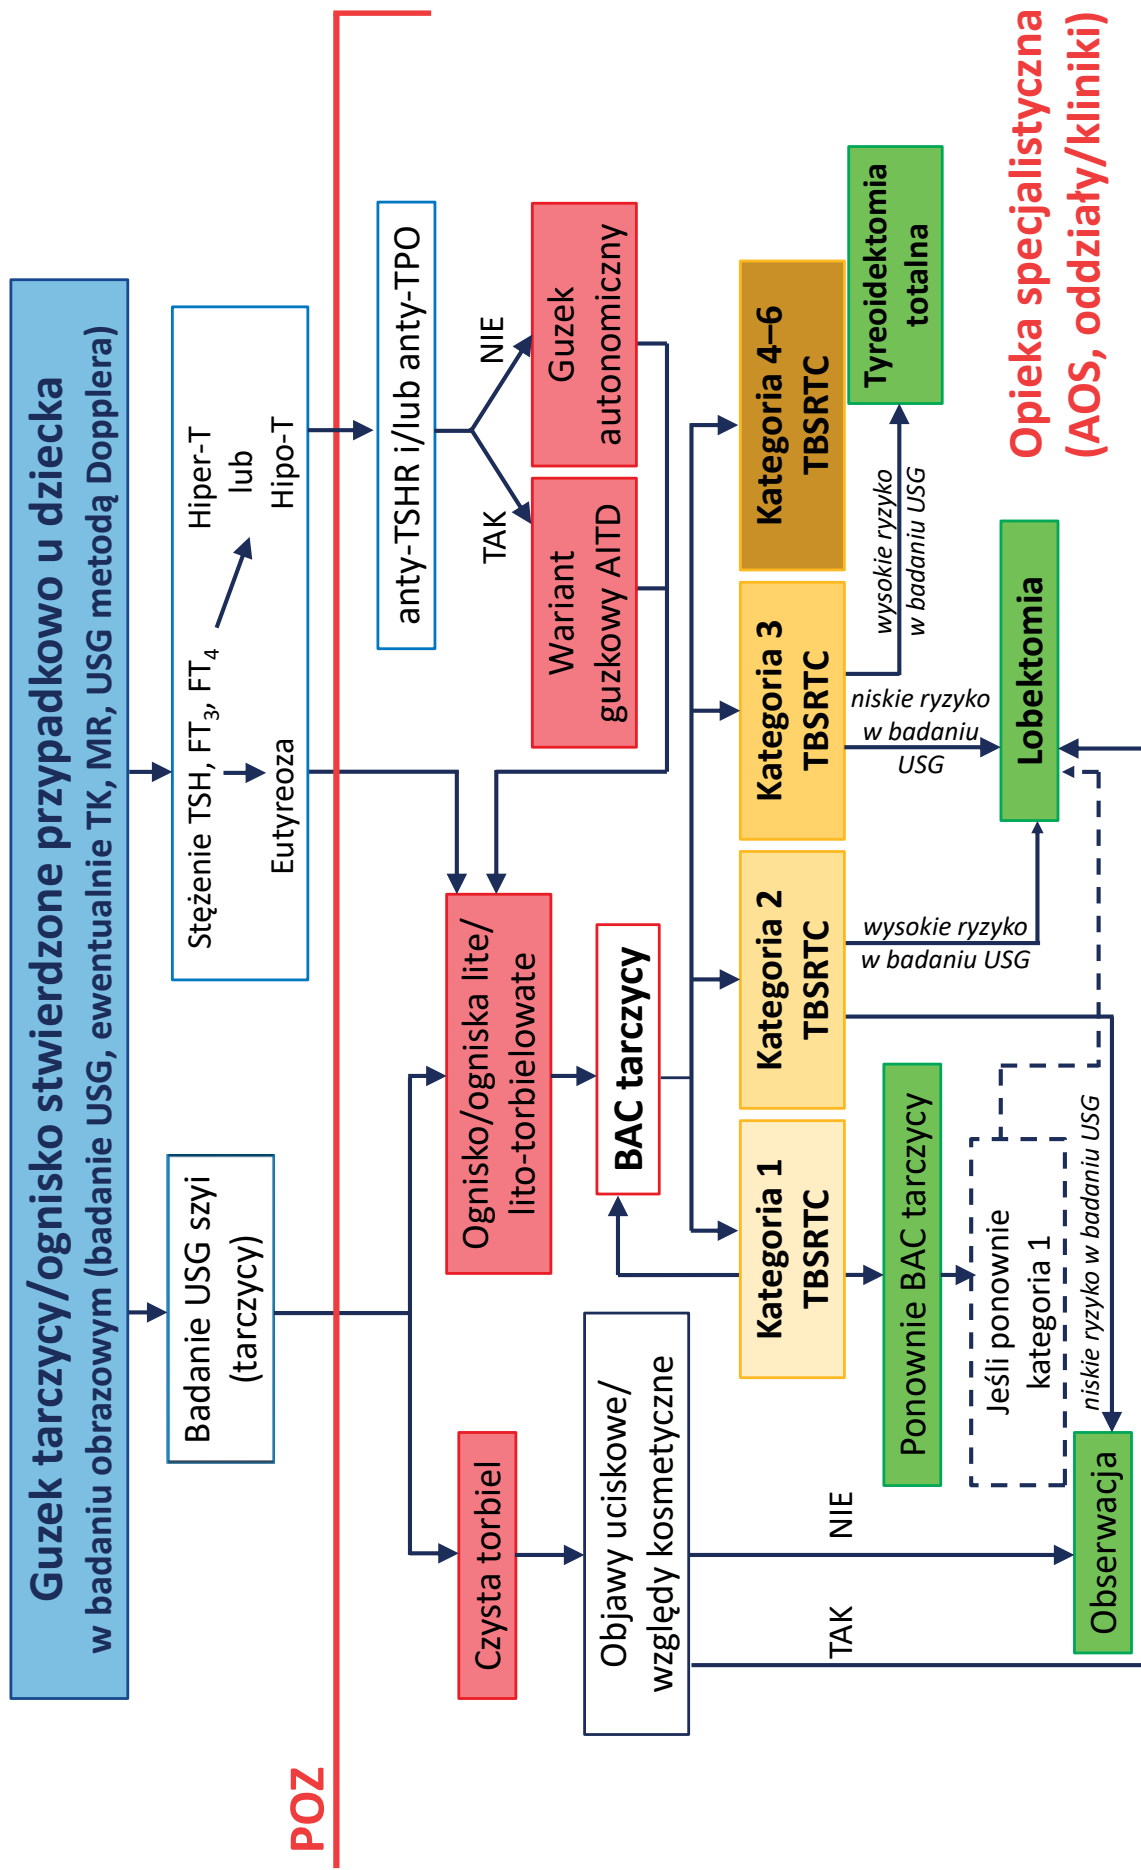 Guzek tarczycy/ognisko stwierdzone przypadkowo u dziecka
w badaniu obrazowym (badanie USG, ewentualnie TK, MR, USG metodą Dopplera)
Badanie USG szyi
(tarczycy)
Stężenie TSH, FT3, FT4
Eutyreoza
Hiper-T
lub
Hipo-T
POZ
anty-TSHR i/lub anty-TPO
TAK
NIE
Czysta torbiel
Ognisko/ogniska lite/
lito-torbielowate
Wariant
guzkowy AITD
Guzek
autonomiczny
Objawy uciskowe/
względy kosmetyczne
BAC tarczycy
Kategoria 1
TBSRTC
Kategoria 2
TBSRTC
Kategoria 3
TBSRTC
Kategoria 4–6
TBSRTC
TAK
NIE
Ponownie BAC tarczycy
wysokie ryzyko
w badaniu USG
niskie ryzyko
w badaniu
USG
wysokie ryzyko
w badaniu USG
Tyreoidektomia
totalna
Jeśli ponownie
kategoria 1
niskie ryzyko w badaniu USG
Obserwacja
Lobektomia
Opieka specjalistyczna
(AOS, oddziały/kliniki)